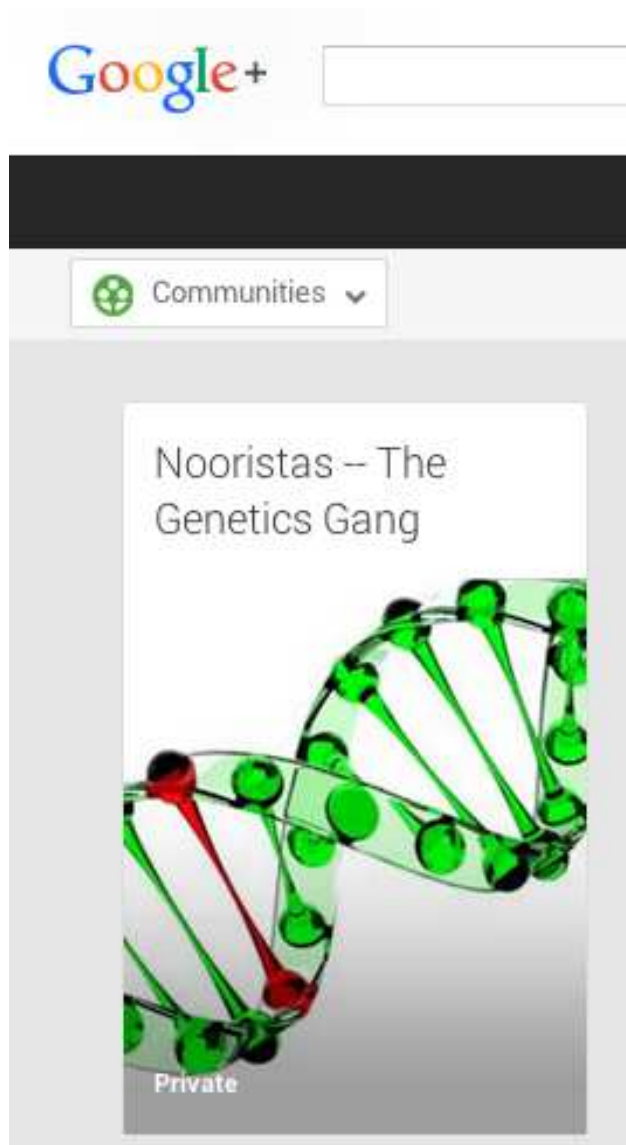 Google+
Communities
Nooristas -- The
Genetics Gang
Private